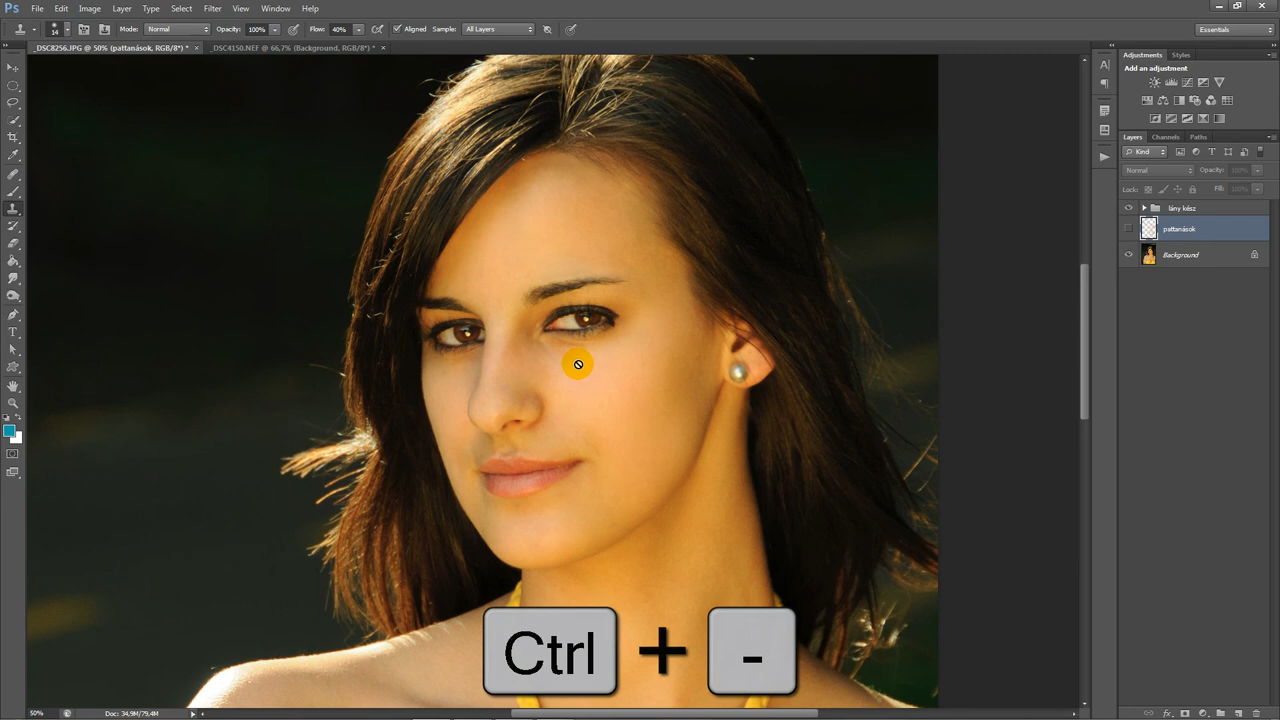 Ps File Edit Image Layer Type Select Filter View Window Help
14 Mode: Normal Opacity: 100% Flow: 40% Aligned Sample: All Layers Essentials
_DSC8256.JPG @ 50% (pattanások, RGB/8*) * × _DSC4150.NEF @ 66,7% (Background, RGB/8*) * ×
Adjustments Styles
Add an adjustment
Layers Channels Paths
Kind
Normal Opacity: 100%
Lock: Fill: 100%
lány kész
pattanások
Background
Ctrl + -
50% Doc: 34,9M/79,4M